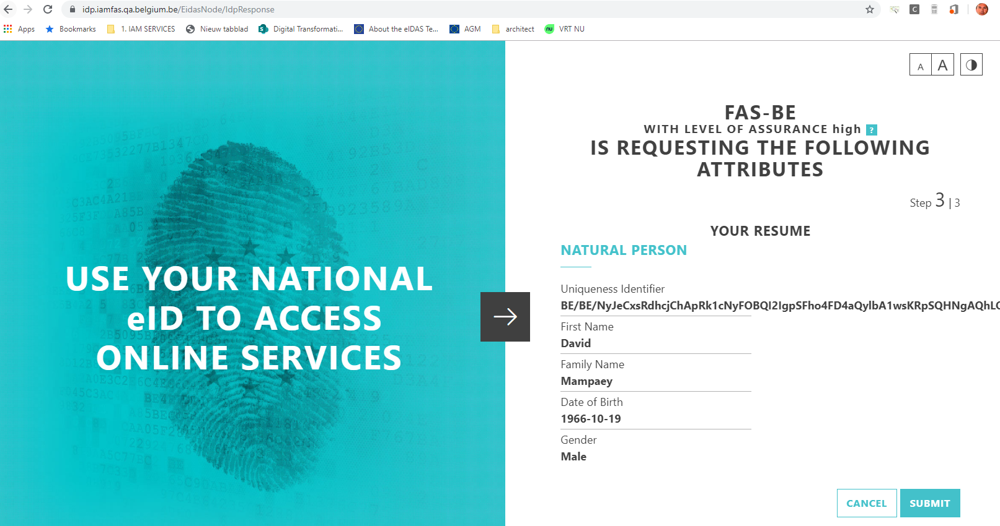 idp.iamfas.qa.belgium.be/EidasNode/IdpResponse
Apps Bookmarks 1. IAM SERVICES Nieuw tabblad Digital Transformati... About the eIDAS Te... AGM architect VRT NU
A A
FAS-BE
WITH LEVEL OF ASSURANCE high ?
IS REQUESTING THE FOLLOWING
ATTRIBUTES
Step 3 | 3
YOUR RESUME
NATURAL PERSON
Uniqueness Identifier
BE/BE/NyJeCxsRdhcjChApRk1cNyFOBQI2IgpSFho4FD4aQylbA1wsKRpSQHNgAQhLC
First Name
David
Family Name
Mampaey
Date of Birth
1966-10-19
Gender
Male
CANCEL SUBMIT
USE YOUR NATIONAL
eID TO ACCESS
ONLINE SERVICES